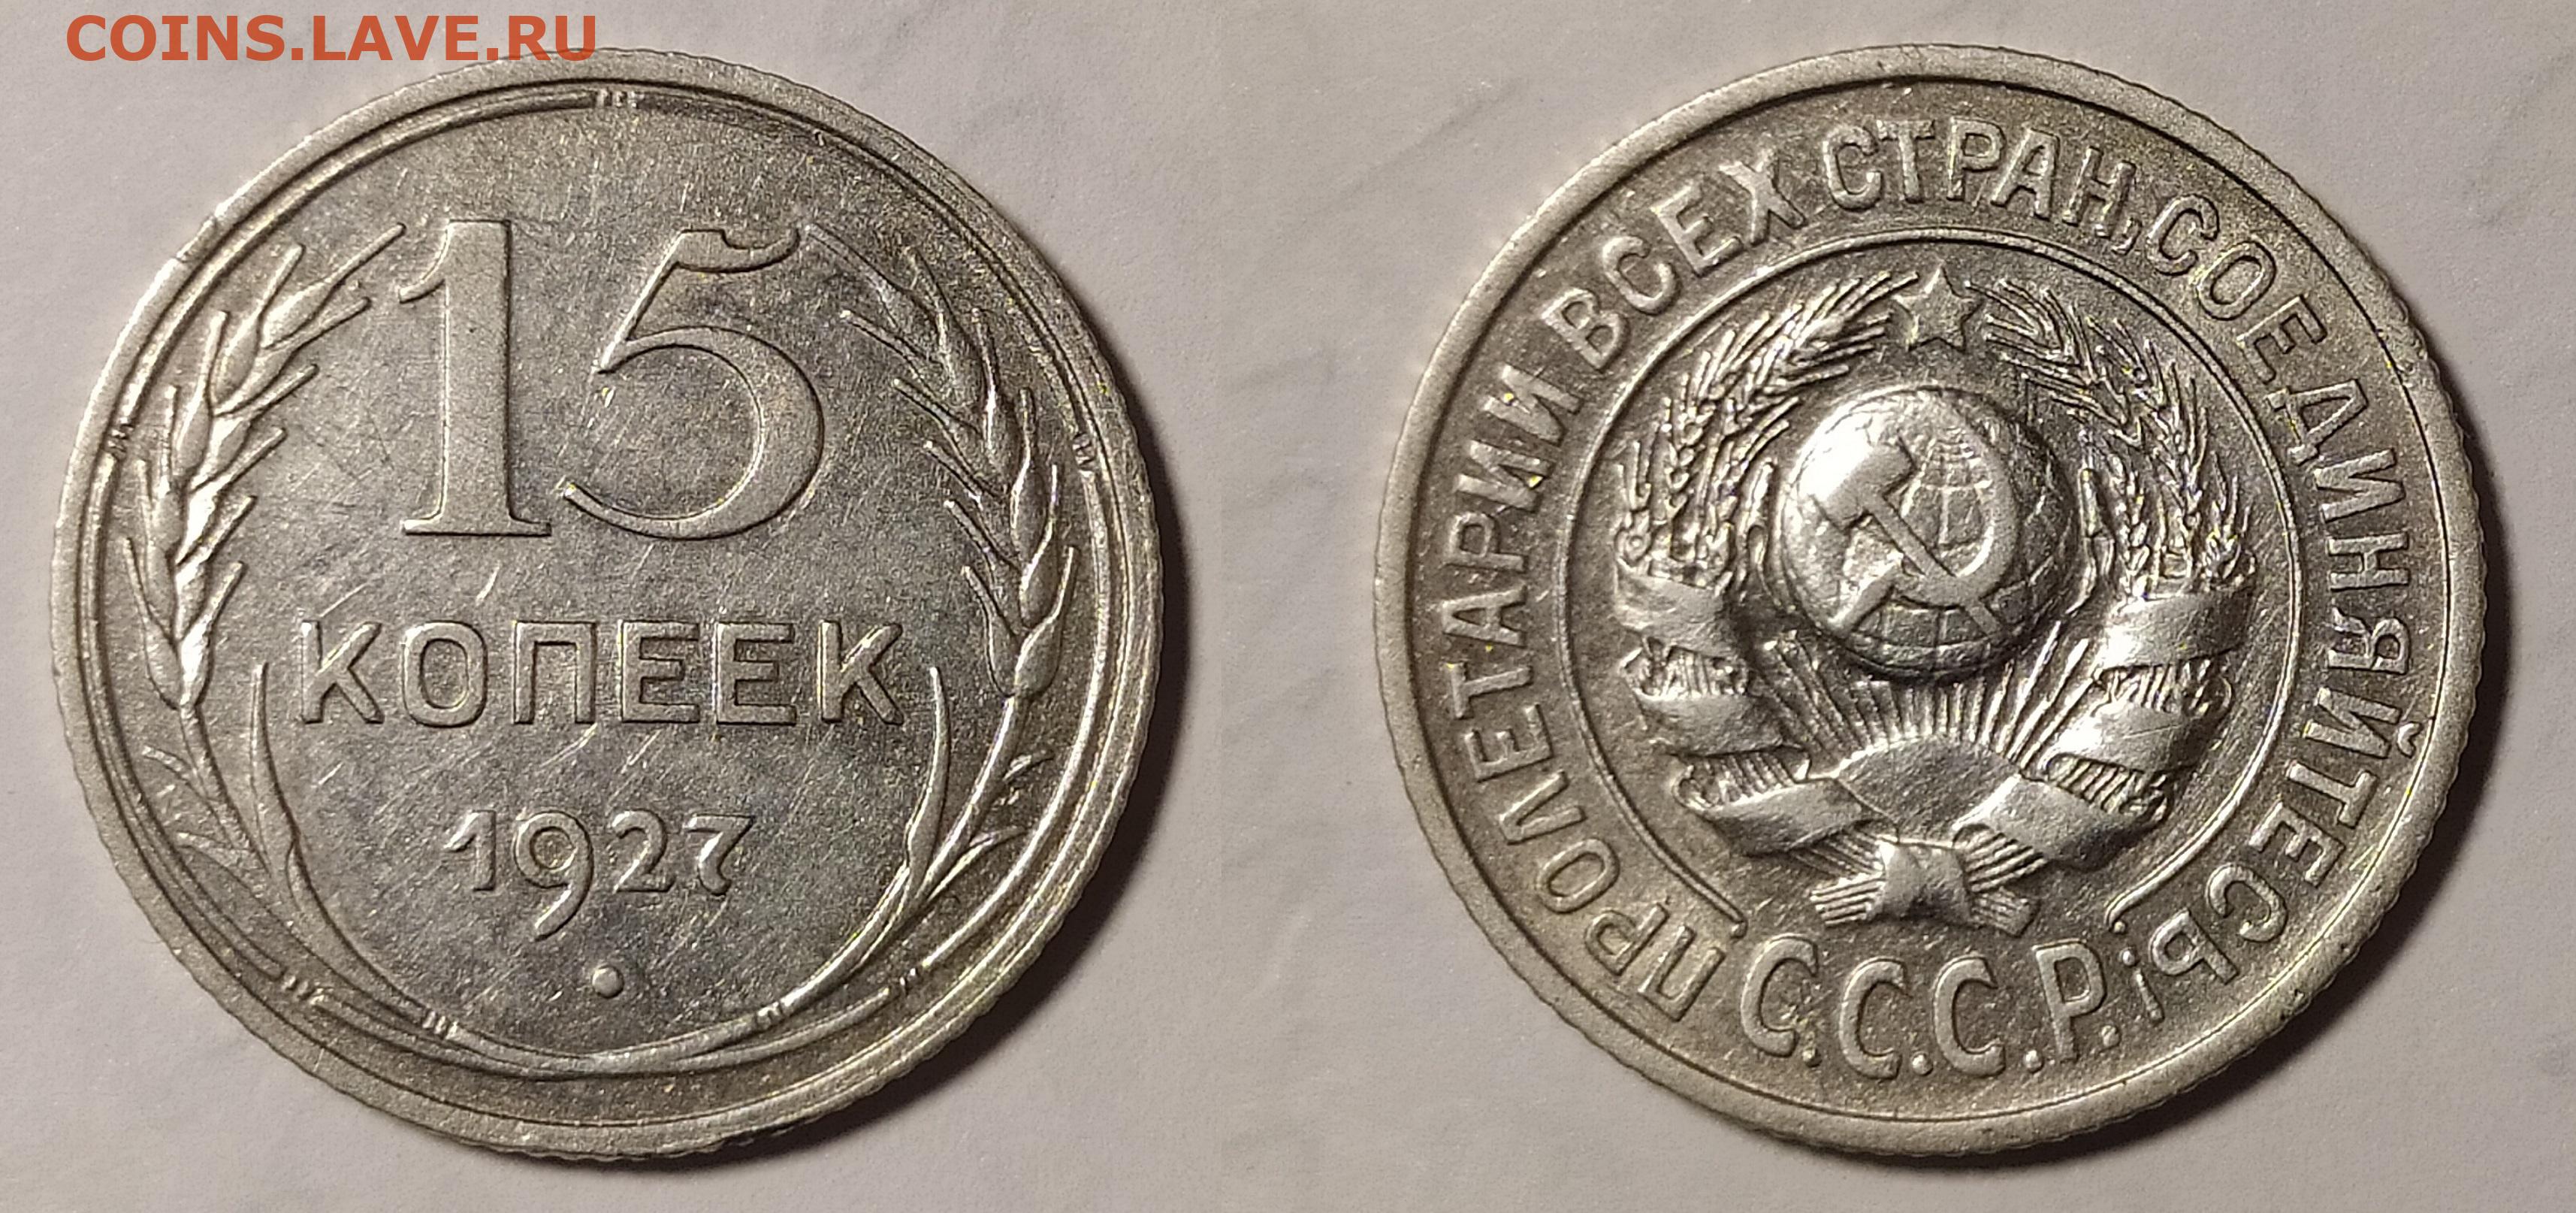 COINS.LAVE.RU
15
КОПЕЕК
1927
ПРОЛЕТАРИИ ВСЕХ СТРАН, СОЕДИНЯЙТЕСЬ!
С.С.С.Р.